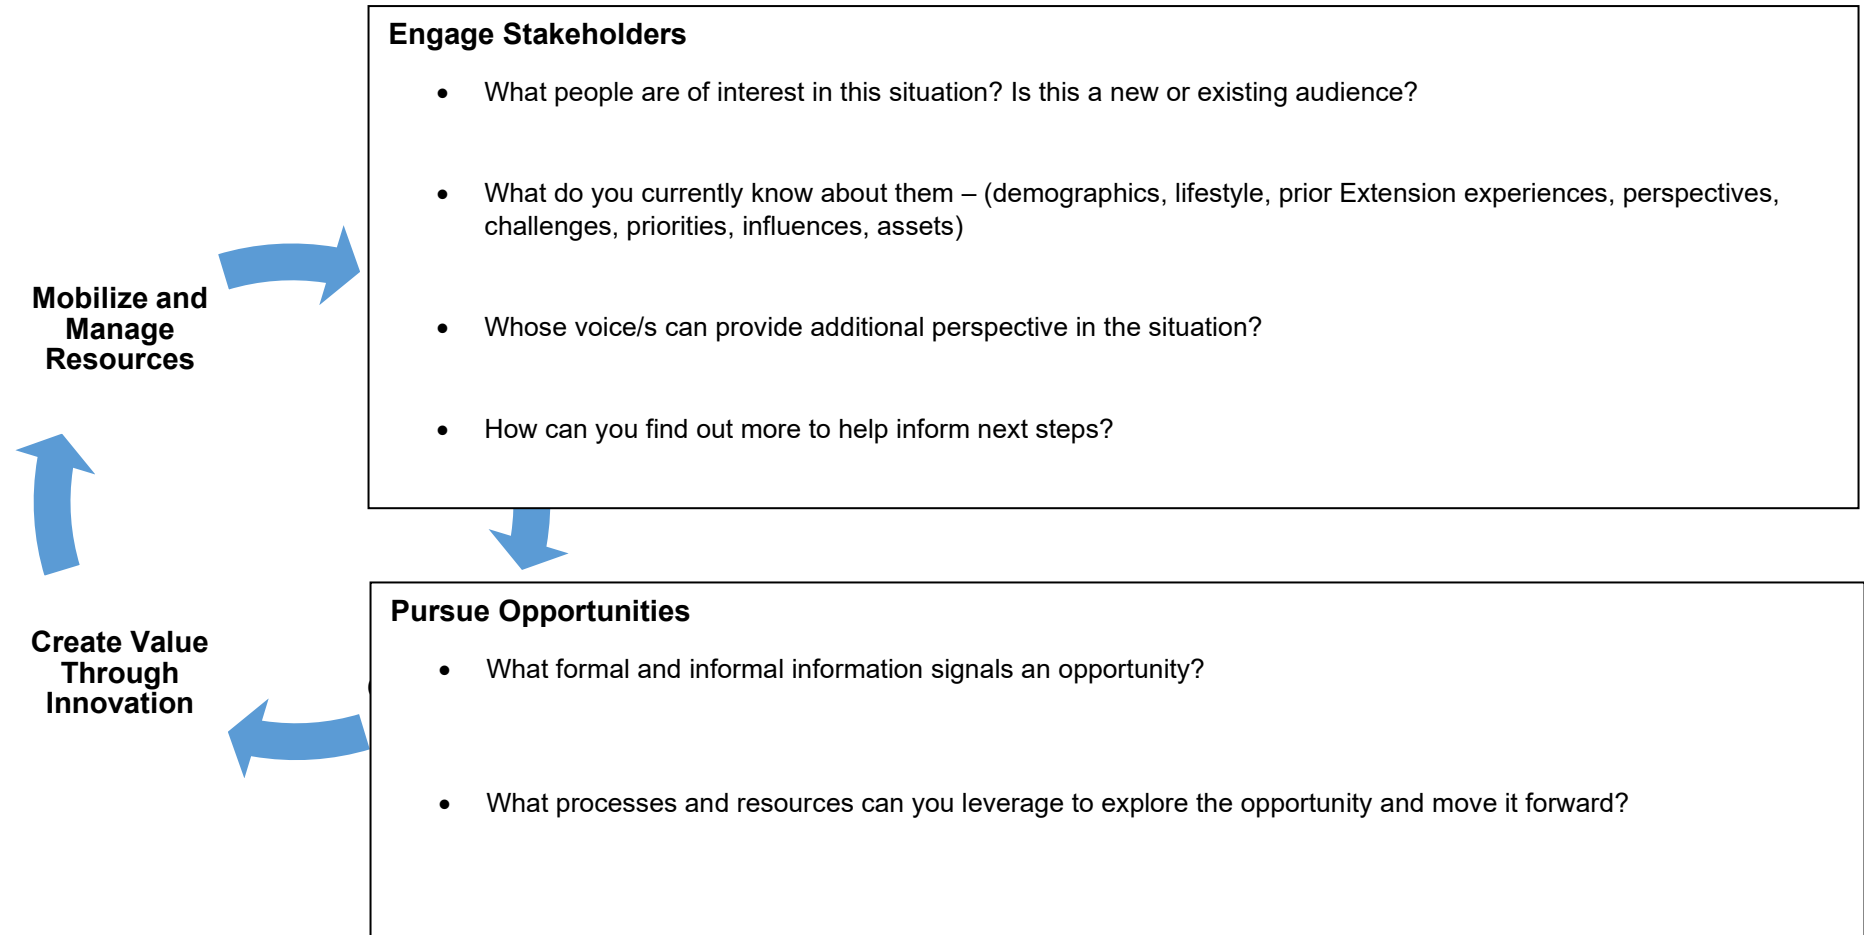 Engage Stakeholders
• What people are of interest in this situation? Is this a new or existing audience?
• What do you currently know about them – (demographics, lifestyle, prior Extension experiences, perspectives,
challenges, priorities, influences, assets)
• Whose voice/s can provide additional perspective in the situation?
• How can you find out more to help inform next steps?
Mobilize and
Manage
Resources
Pursue Opportunities
• What formal and informal information signals an opportunity?
• What processes and resources can you leverage to explore the opportunity and move it forward?
Create Value
Through
Innovation